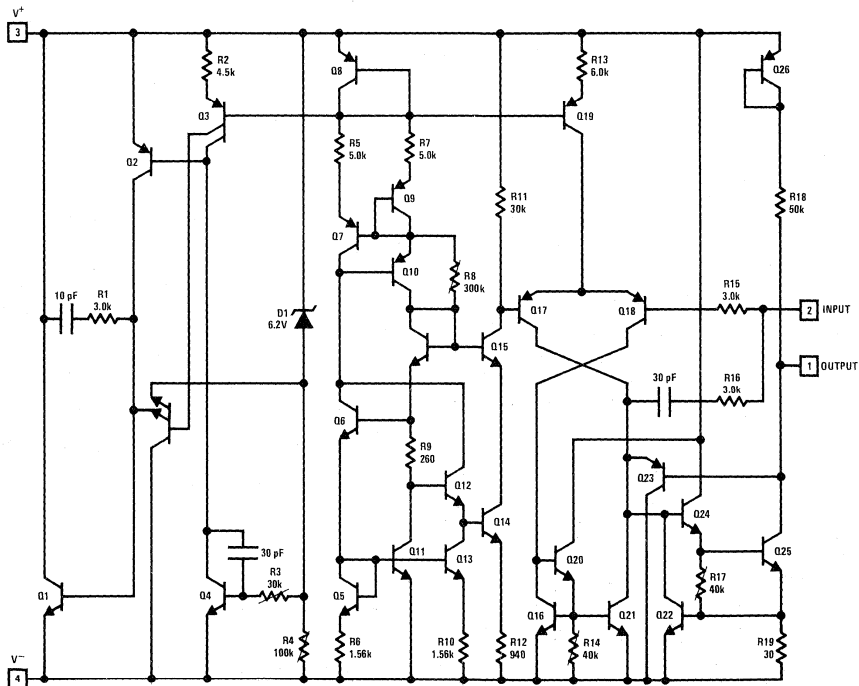 V+
3
R2
4.5k
Q8
R13
6.0k
Q26
Q3
Q19
Q2
R5
5.0k
R7
5.0k
R11
30k
R18
50k
Q9
Q7
Q10
R8
300k
10 pF
R1
3.0k
D1
6.2V
Q17
Q18
R15
3.0k
2
INPUT
Q15
1
OUTPUT
30 pF
R16
3.0k
Q6
R9
260
Q12
Q23
Q24
Q14
30 pF
Q11
Q13
Q20
Q25
R3
30k
R17
40k
Q1
Q4
Q5
Q16
Q21
Q22
R4
100k
R6
1.56k
R10
1.56k
R12
940
R14
40k
R19
30
V−
4